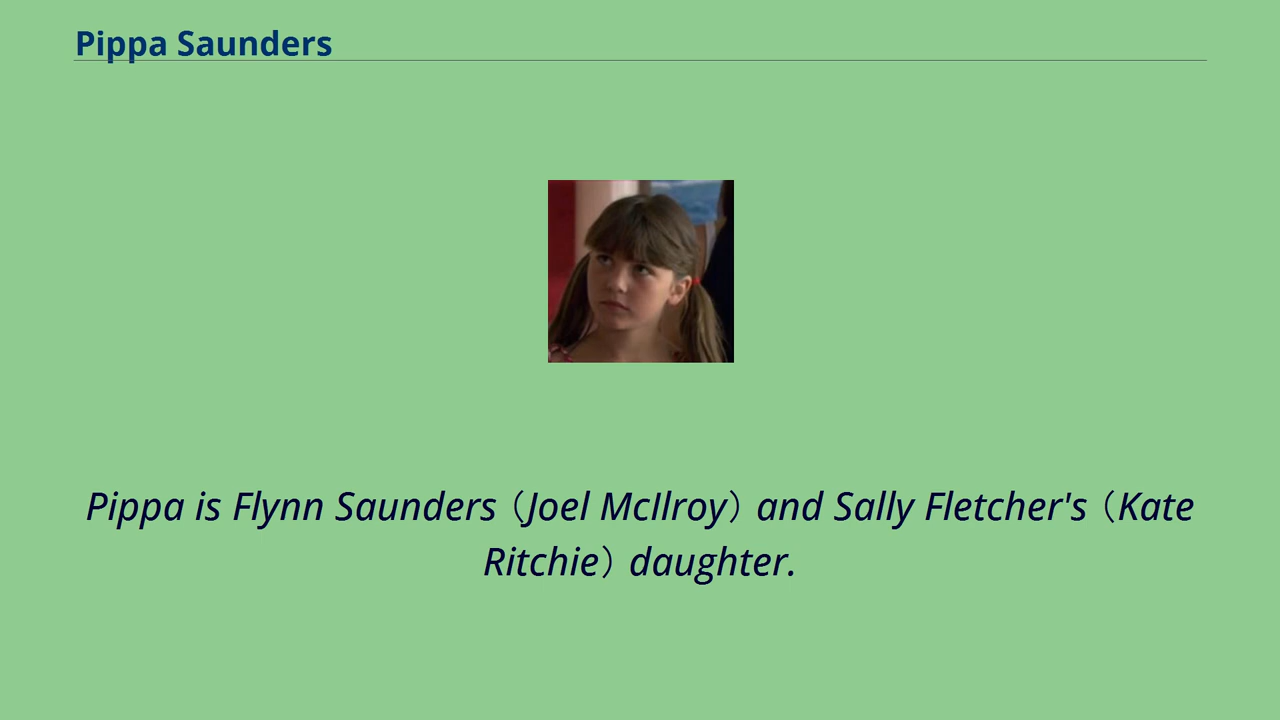 Pippa Saunders
Pippa is Flynn Saunders （Joel McIlroy） and Sally Fletcher's （Kate
Ritchie） daughter.